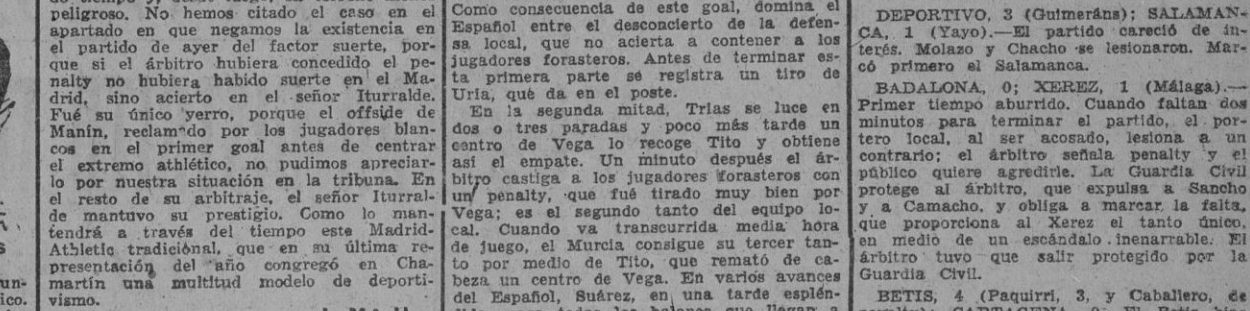 peligroso. No hemos citado el caso en el
apartado en que negamos la existencia en
el partido de ayer del factor suerte, por-
que si el árbitro hubiera concedido el pe-
nalty no hubiera habido suerte en el Ma-
drid, sino acierto en el señor Iturralde.
Fué su único yerro, porque el offside de
Manín, reclamado por los jugadores blan-
cos en el primer goal antes de centrar
el extremo athlético, no pudimos apreciar-
lo por nuestra situación en la tribuna. En
el resto de su arbitraje, el señor Iturral-
de mantuvo su prestigio. Como lo man-
tendrá a través del tiempo este Madrid-
Athletic tradicional, que en su última re-
presentación del año congregó en Cha-
martín una multitud modelo de deporti-
vismo.
un-
ico.
Como consecuencia de este goal, domina el
Español entre el desconcierto de la defen-
sa local, que no acierta a contener a los
jugadores forasteros. Antes de terminar es-
ta primera parte se registra un tiro de
Uría, que da en el poste.
En la segunda mitad, Trías se luce en
dos o tres paradas y poco más tarde un
centro de Vega lo recoge Tito y obtiene
así el empate. Un minuto después el ár-
bitro castiga a los jugadores forasteros con
un penalty, que fué tirado muy bien por
Vega; es el segundo tanto del equipo lo-
cal. Cuando va transcurrida media hora
de juego, el Murcia consigue su tercer tan-
to por medio de Tito, que remató de ca-
beza un centro de Vega. En varios avances
del Español, Suárez, en una tarde esplén-
DEPORTIVO, 3 (Guimeráns); SALAMAN-
CA, 1 (Yayo).—El partido careció de in-
terés. Molazo y Chacho se lesionaron. Mar-
có primero el Salamanca.
BADALONA, 0; XEREZ, 1 (Málaga).—
Primer tiempo aburrido. Cuando faltan dos
minutos para terminar el partido, el por-
tero local, al ser acosado, lesiona a un
contrario; el árbitro señala penalty y el
público quiere agredirle. La Guardia Civil
protege al árbitro, que expulsa a Sancho
y a Camacho, y obliga a marcar la falta,
que proporciona al Xerez el tanto único,
en medio de un escándalo inenarrable. El
árbitro tuvo que salir protegido por la
Guardia Civil.
BETIS, 4 (Paquirri, 3, y Caballero, de